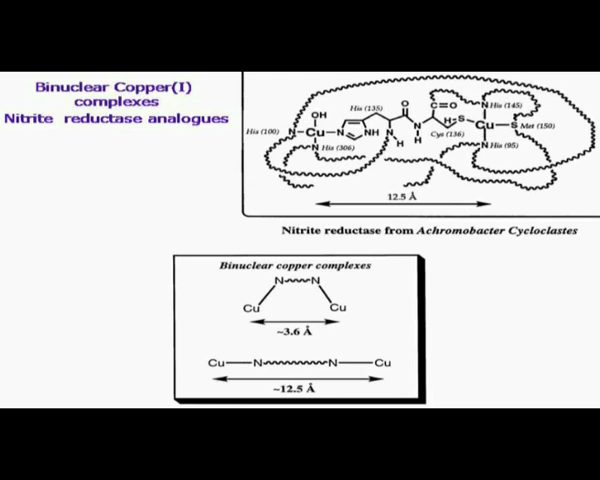 Binuclear Copper(I)
complexes
Nitrite reductase analogues
His (100)
N
Cu
OH
N
His (306)
N
NH
His (135)
O
N
H
N
H
C=O
Cys (136)
H
S
N His (145)
Cu
S Met (150)
N His (95)
12.5 Å
Nitrite reductase from Achromobacter Cycloclastes
Binuclear copper complexes
N N
Cu Cu
~3.6 Å
Cu N N Cu
~12.5 Å